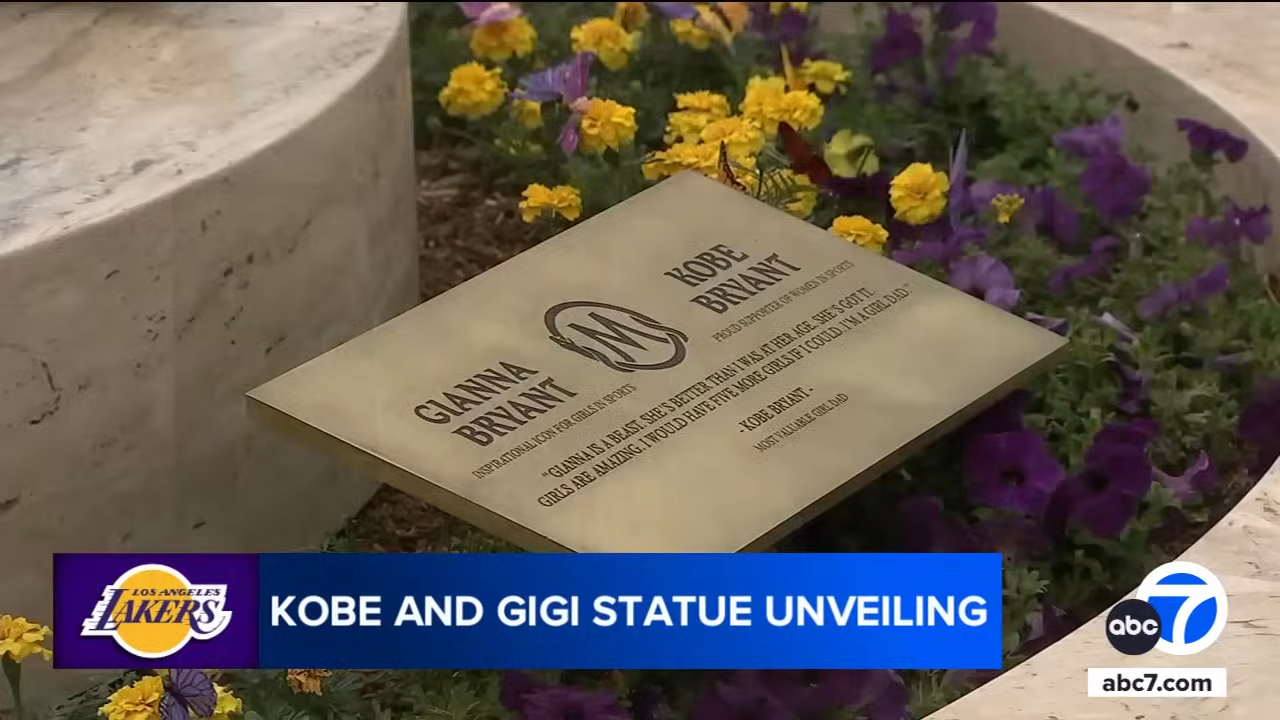 GIANNA
BRYANT
INSPIRATIONAL ICON FOR GIRLS IN SPORTS
M
KOBE
BRYANT
PROUD SUPPORTER OF WOMEN IN SPORTS
"GIANNA IS A BEAST. SHE'S BETTER THAN I WAS AT HER AGE. SHE'S GOT IT.
GIRLS ARE AMAZING. I WOULD HAVE FIVE MORE GIRLS IF I COULD. I'M A GIRL DAD."
- KOBE BRYANT -
MOST VALUABLE GIRL DAD
LOS ANGELES
LAKERS
KOBE AND GIGI STATUE UNVEILING
abc 7
abc7.com